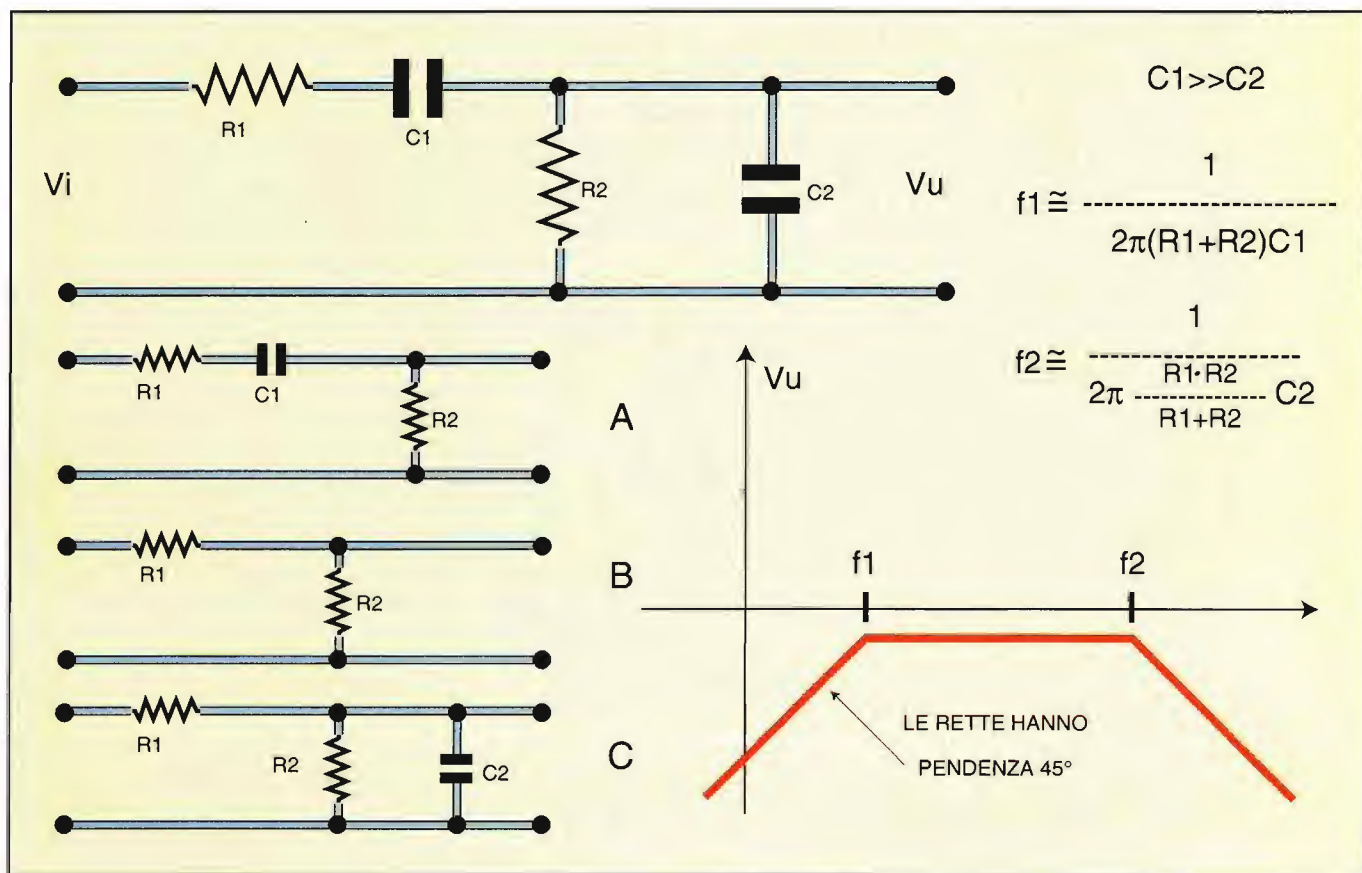 R1
C1
R2
C2
Vi
Vu
C1>>C2
f1≅ 1
2π(R1+R2)C1
f2≅ 1
2π R1·R2 C2
R1+R2
R1
C1
R2
A
R1
R2
B
R1
R2
C2
C
Vu
f1
f2
LE RETTE HANNO
PENDENZA 45°